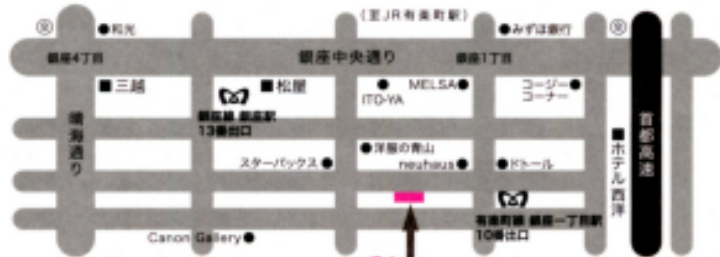 (至JR有楽町駅)
●和光
●みずほ銀行
銀座4丁目
銀座中央通り
銀座1丁目
■三越
■松屋
ITO-YA
MELSA●
コージー●
コーナー
銀座線 銀座駅
13番出口
晴海通り
首都高速
■ホテル西洋
●洋服の青山
スターバックス●
neuhaus●
●ドトール
有楽町線 銀座一丁目駅
10番出口
Canon Gallery●